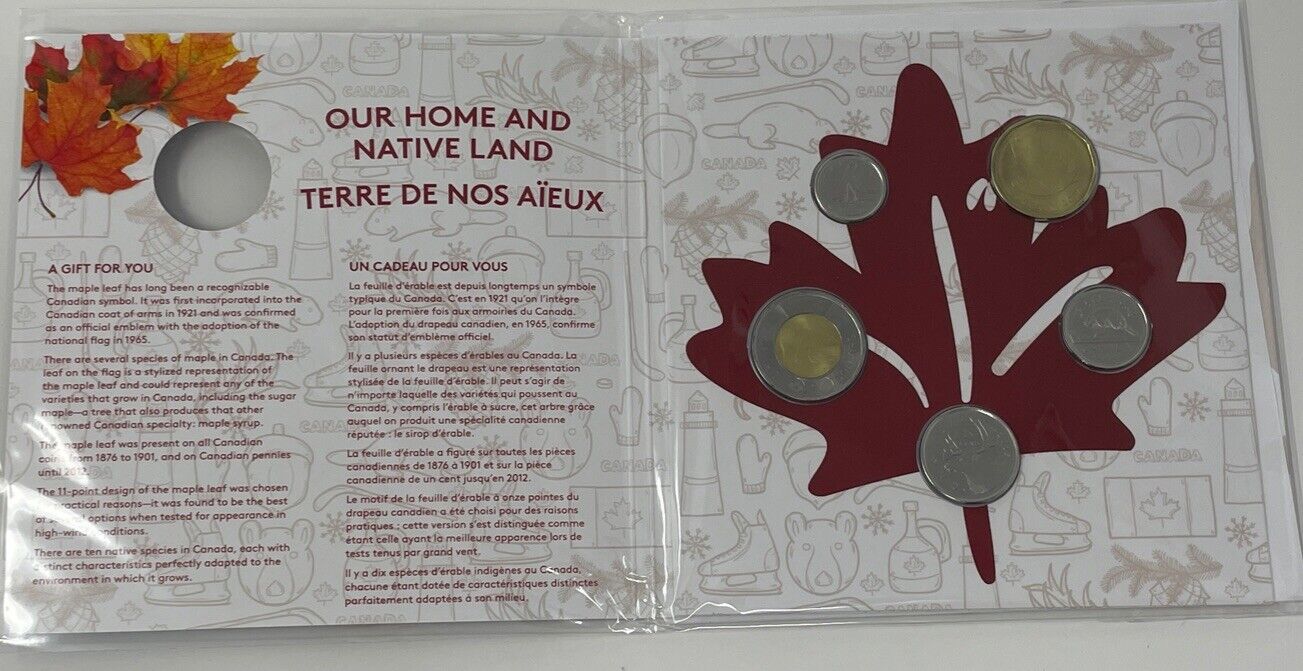 OUR HOME AND
NATIVE LAND
TERRE DE NOS AÏEUX
A GIFT FOR YOU
The maple leaf has long been a recognizable
Canadian symbol. It was first incorporated into the
Canadian coat of arms in 1921 and was confirmed
as an official emblem with the adoption of the
national flag in 1965.
There are several species of maple in Canada. The
leaf on the flag is a stylized representation of
the maple leaf and could represent any of the
varieties that grow in Canada, including the sugar
maple—a tree that also produces that other
renowned Canadian specialty: maple syrup.
The maple leaf was present on all Canadian
coins from 1876 to 1901, and on Canadian pennies
until 2012.
The 11-point design of the maple leaf was chosen
for practical reasons—it was found to be the best
of options when tested for appearance in
high-wind conditions.
There are ten native species in Canada, each with
distinct characteristics perfectly adapted to the
environment in which it grows.
UN CADEAU POUR VOUS
La feuille d'érable est depuis longtemps un symbole
typique du Canada. C'est en 1921 qu'on l'intègre
pour la première fois aux armoiries du Canada.
L'adoption du drapeau canadien, en 1965, confirme
son statut d'emblème officiel.
Il y a plusieurs espèces d'érables au Canada. La
feuille ornant le drapeau est une représentation
stylisée de la feuille d'érable. Il peut s'agir de
n'importe laquelle des variétés qui poussent au
Canada, y compris l'érable à sucre, cet arbre grâce
auquel on produit une spécialité canadienne
réputée : le sirop d'érable.
La feuille d'érable a figuré sur toutes les pièces
canadiennes de 1876 à 1901 et sur la pièce
canadienne de un cent jusqu'en 2012.
Le motif de la feuille d'érable à onze pointes du
drapeau canadien a été choisi pour des raisons
pratiques : cette version s'est distinguée comme
étant celle ayant la meilleure apparence lors de
tests tenus par grand vent.
Il y a dix espèces d'érable indigènes au Canada,
chacune étant dotée de caractéristiques distinctes
parfaitement adaptées à son milieu.
CANADA
CANADA
CANADA
CANADA